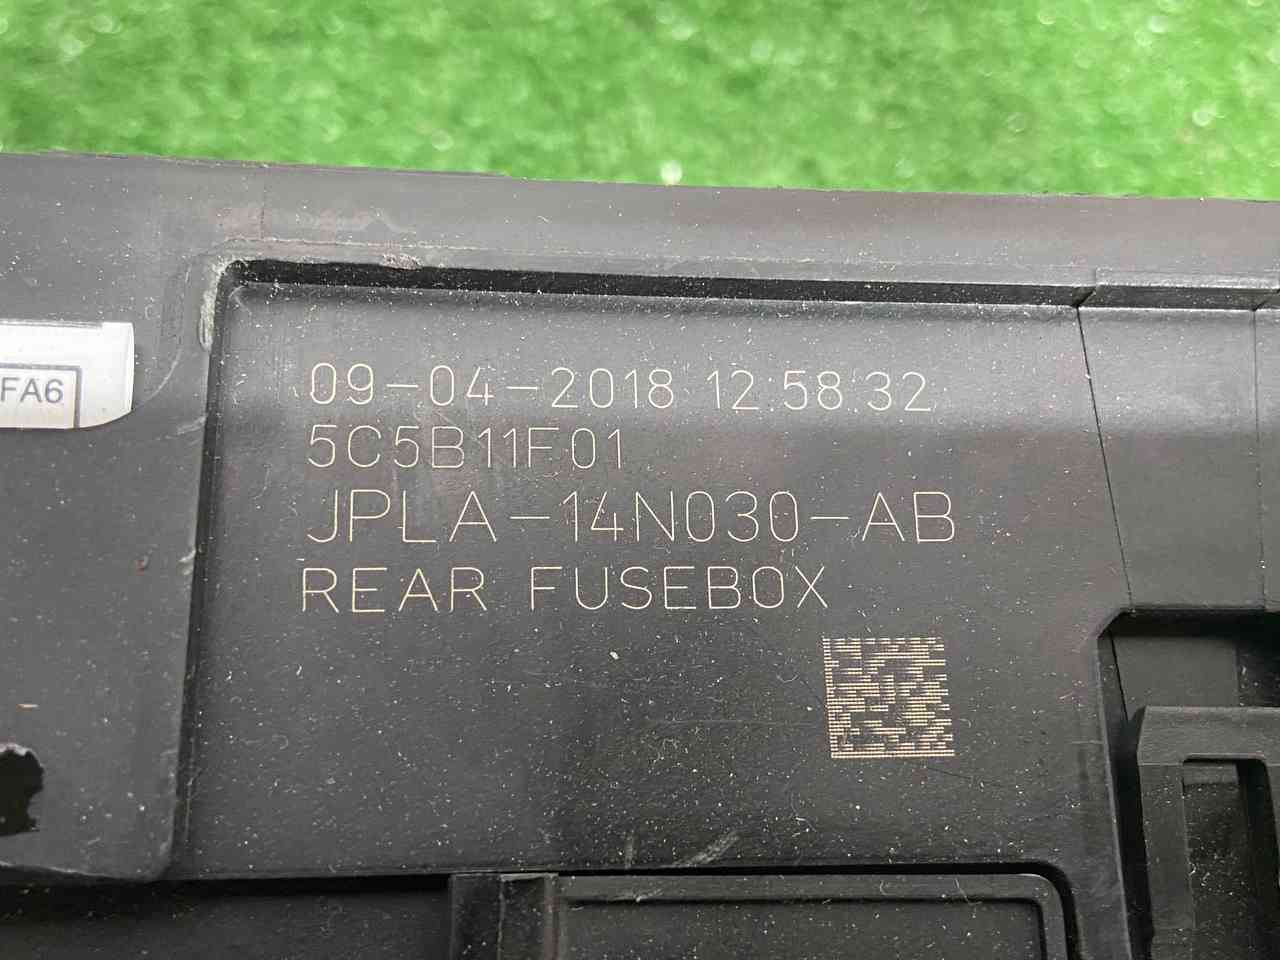 FA6
09-04-2018 12:58:32
5C5B11F01
JPLA-14N030-AB
REAR FUSEBOX